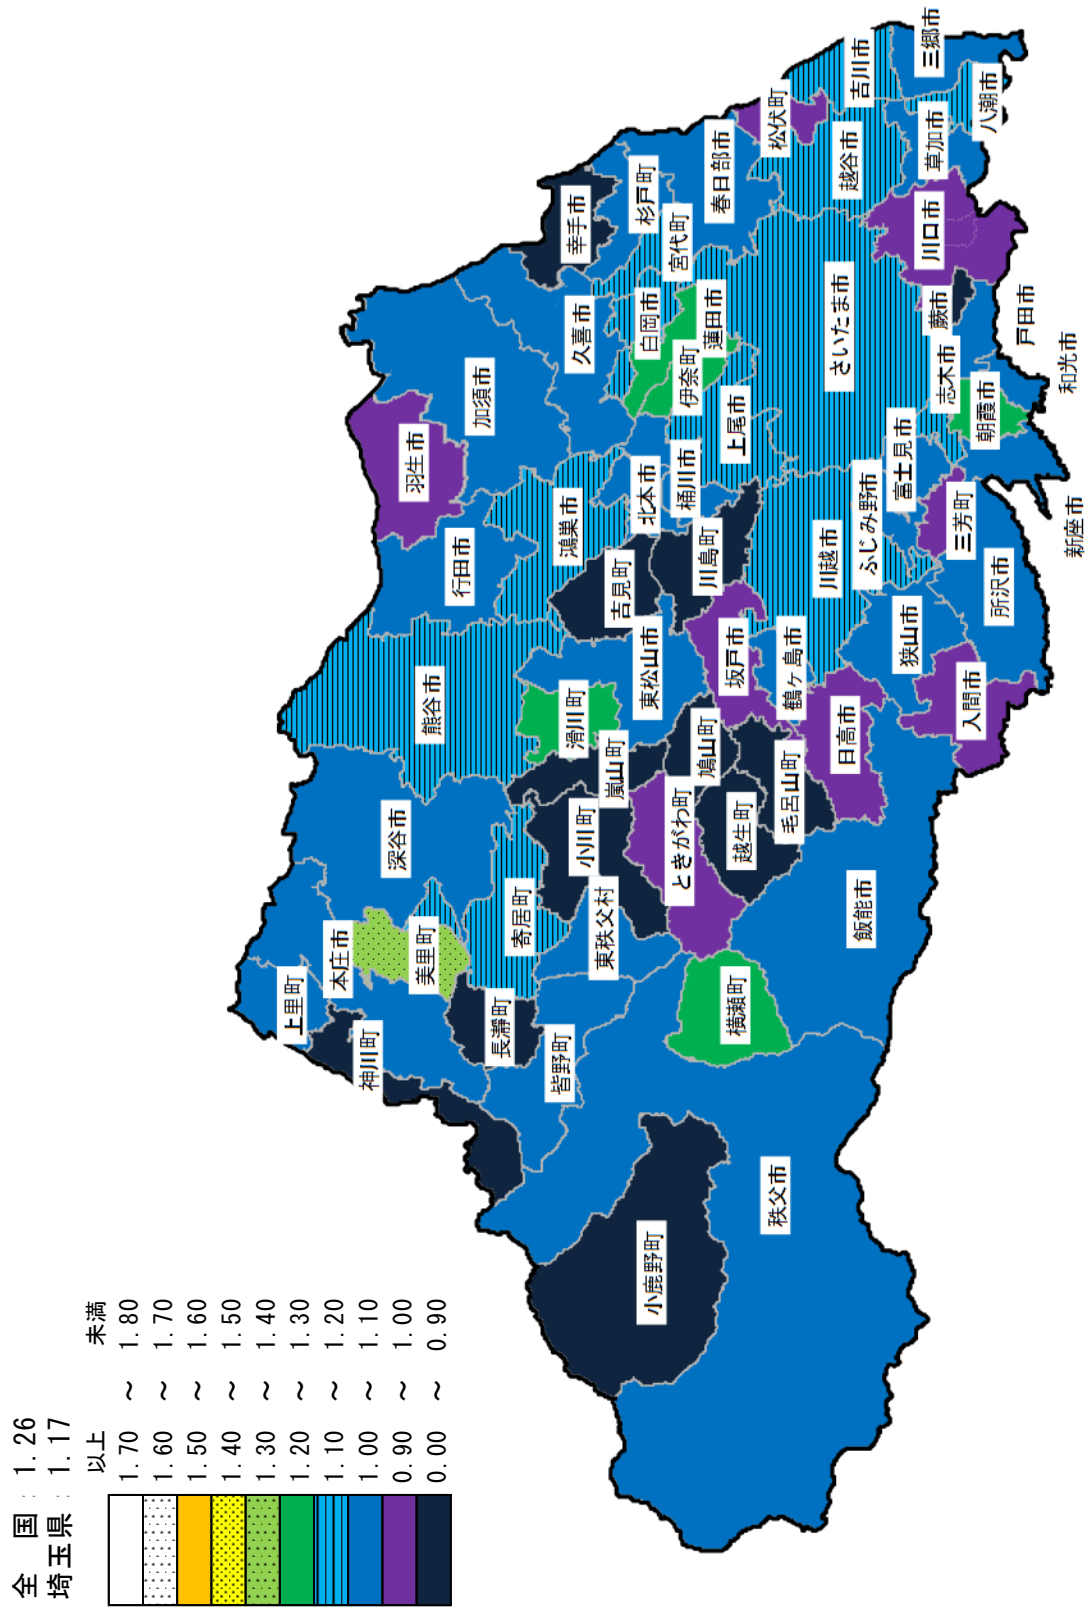 全　国 : 1.26
埼玉県 : 1.17
以上　未満
1.70 ～ 1.80
1.60 ～ 1.70
1.50 ～ 1.60
1.40 ～ 1.50
1.30 ～ 1.40
1.20 ～ 1.30
1.10 ～ 1.20
1.00 ～ 1.10
0.90 ～ 1.00
0.00 ～ 0.90
上里町
本庄市
神川町
美里町
深谷市
熊谷市
行田市
羽生市
加須市
長瀞町
寄居町
皆野町
東秩父村
小川町
嵐山町
滑川町
東松山市
吉見町
鴻巣市
北本市
久喜市
幸手市
杉戸町
宮代町
白岡市
蓮田市
伊奈町
桶川市
上尾市
川島町
春日部市
松伏町
小鹿野町
秩父市
横瀬町
ときがわ町
鳩山町
越生町
毛呂山町
坂戸市
鶴ヶ島市
日高市
飯能市
川越市
さいたま市
越谷市
吉川市
三郷市
八潮市
草加市
川口市
蕨市
戸田市
和光市
志木市
朝霞市
富士見市
ふじみ野市
三芳町
新座市
所沢市
狭山市
入間市